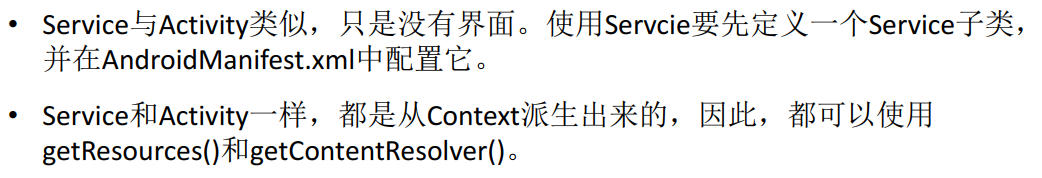 • Service与Activity类似，只是没有界面。使用Servcie要先定义一个Service子类，
并在AndroidManifest.xml中配置它。
• Service和Activity一样，都是从Context派生出来的，因此，都可以使用
getResources()和getContentResolver()。